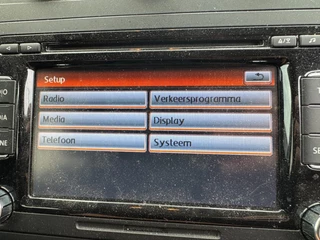 Setup
Radio
Verkeersprogramma
Media
Display
Telefoon
Systeem